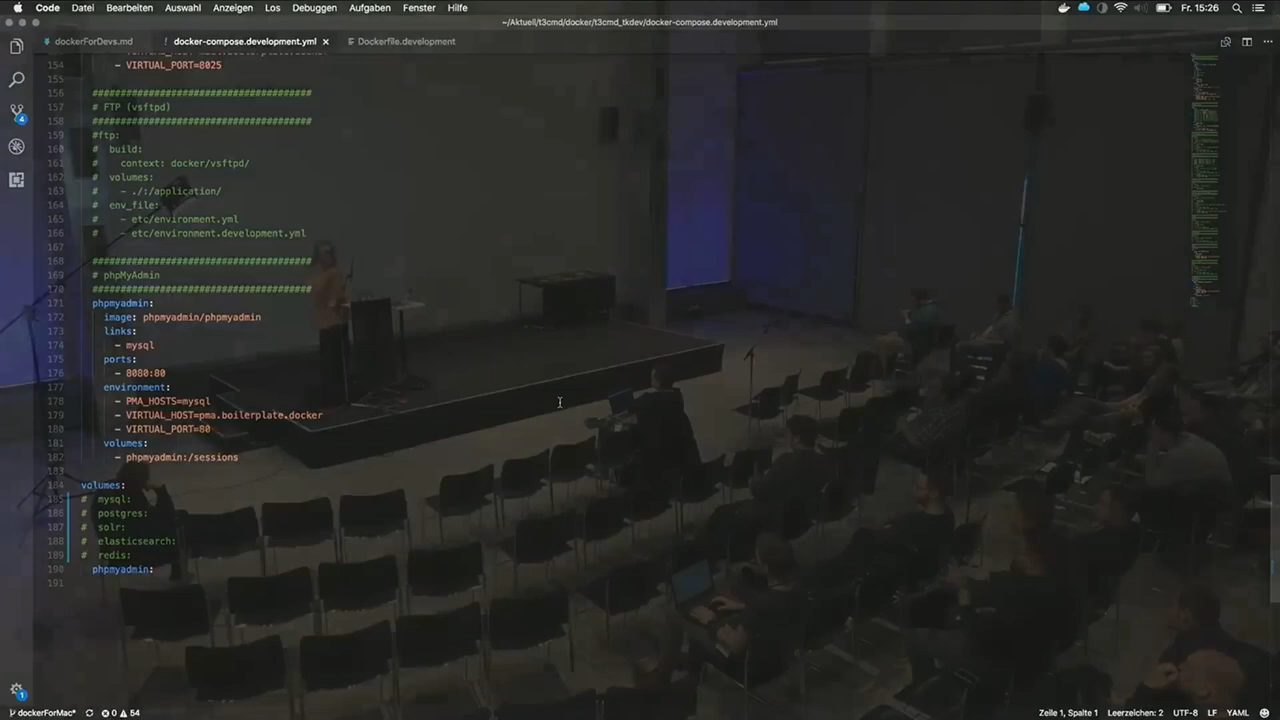 Code Datei Bearbeiten Auswahl Anzeigen Los Debuggen Aufgaben Fenster Hilfe Fr. 15:26
~/Aktuell/t3cmd/docker/t3cmd_tkdev/docker-compose.development.yml
dockerForDevs.md ! docker-compose.development.yml × Dockerfile.development
154 - VIRTUAL_PORT=8025
155
156 #######################################
157 # FTP (vsftpd)
158 #######################################
159 #ftp:
160 # build:
161 # context: docker/vsftpd/
162 # volumes:
163 # - ./:/application/
164 # env_file:
165 # - etc/environment.yml
166 # - etc/environment.development.yml
167
168 #######################################
169 # phpMyAdmin
170 #######################################
171 phpmyadmin:
172 image: phpmyadmin/phpmyadmin
173 links:
174 - mysql
175 ports:
176 - 8080:80
177 environment:
178 - PMA_HOSTS=mysql
179 - VIRTUAL_HOST=pma.boilerplate.docker
180 - VIRTUAL_PORT=80
181 volumes:
182 - phpmyadmin:/sessions
183
184 volumes:
185 # mysql:
186 # postgres:
187 # solr:
188 # elasticsearch:
189 # redis:
190 phpmyadmin:
191
4
1
dockerForMac* 0 54 Zeile 1, Spalte 1 Leerzeichen: 2 UTF-8 LF YAML